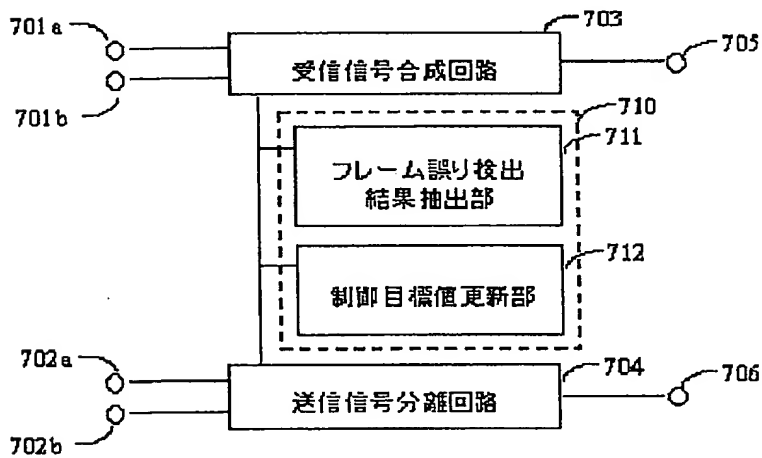 701a
703
705
受信信号合成回路
701b
710
711
フレーム誤り検出
結果抽出部
712
制御目標値更新部
702a
704
706
送信信号分離回路
702b